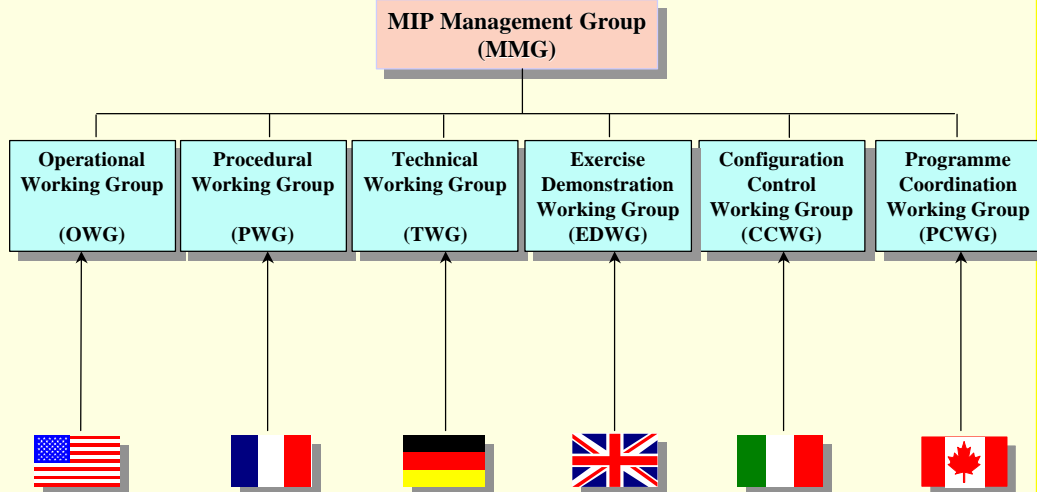 MIP Management Group
(MMG)
Operational
Working Group
(OWG)
Procedural
Working Group
(PWG)
Technical
Working Group
(TWG)
Exercise
Demonstration
Working Group
(EDWG)
Configuration
Control
Working Group
(CCWG)
Programme
Coordination
Working Group
(PCWG)